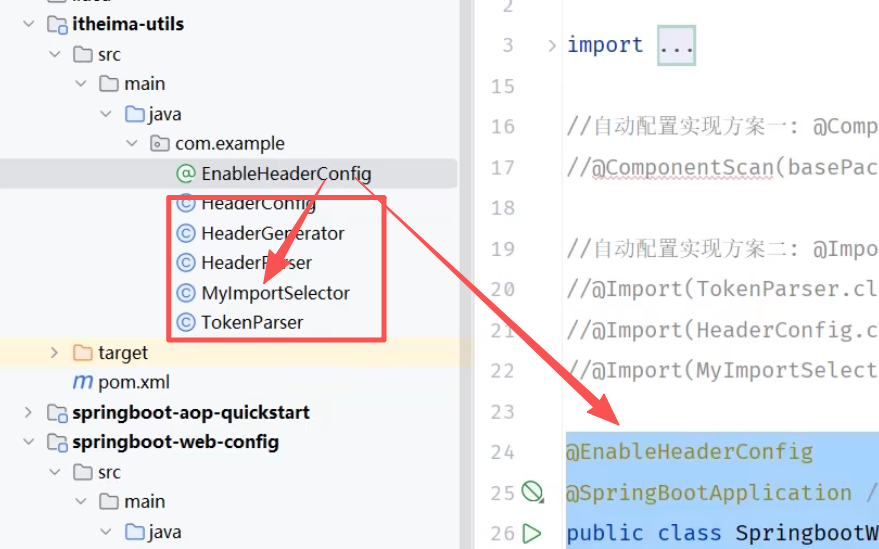 itheima-utils
src
main
java
com.example
EnableHeaderConfig
HeaderConfig
HeaderGenerator
HeaderParser
MyImportSelector
TokenParser
target
pom.xml
springboot-aop-quickstart
springboot-web-config
src
main
java
2
3 import ...
15
16 //自动配置实现方案一: @Comp
17 //@ComponentScan(basePac
18
19 //自动配置实现方案二: @Impo
20 //@Import(TokenParser.cl
21 //@Import(HeaderConfig.c
22 //@Import(MyImportSelect
23
24 @EnableHeaderConfig
25 @SpringBootApplication /
26 public class SpringbootW